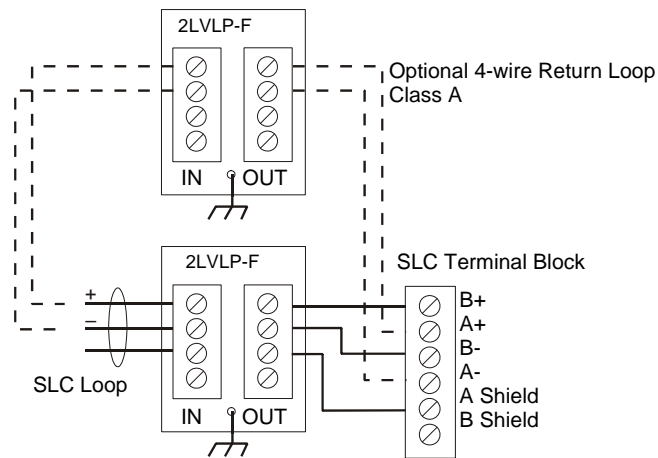 2LVLP-F
Optional 4-wire Return Loop
Class A
IN OUT
2LVLP-F
SLC Terminal Block
+
–
B+
A+
B-
A-
A Shield
B Shield
SLC Loop
IN OUT